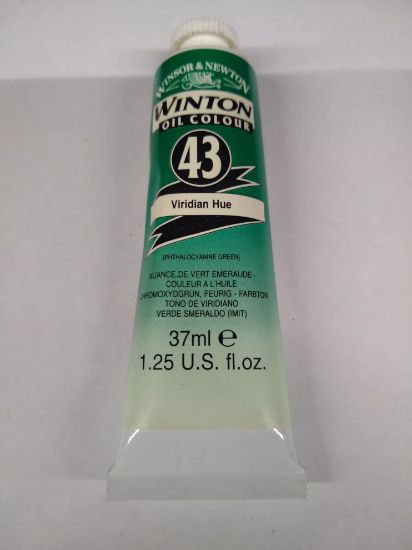 WINSOR & NEWTON
WINTON
OIL COLOUR
43
Viridian Hue
(PHTHALOCYANINE GREEN)
NUANCE DE VERT EMERAUDE -
COULEUR A L'HUILE
CHROMOXYDGRUN, FEURIG - FARBTON
TONO DE VIRIDIANO
VERDE SMERALDO (IMIT)
37ml e
1.25 U.S. fl.oz.